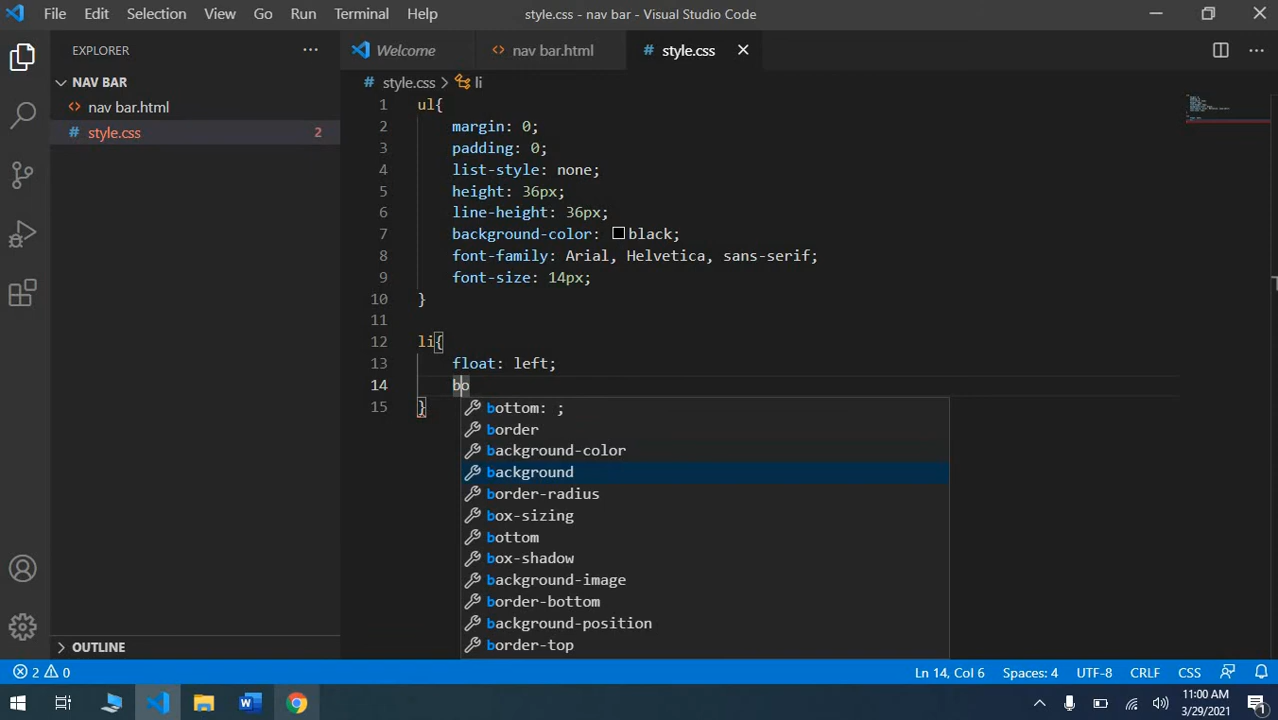 File Edit Selection View Go Run Terminal Help style.css - nav bar - Visual Studio Code
EXPLORER
NAV BAR
nav bar.html
style.css 2
OUTLINE
Welcome nav bar.html # style.css
# style.css > li
1 ul{
2 margin: 0;
3 padding: 0;
4 list-style: none;
5 height: 36px;
6 line-height: 36px;
7 background-color: black;
8 font-family: Arial, Helvetica, sans-serif;
9 font-size: 14px;
10 }
11
12 li{
13 float: left;
14 bo
15 }
bottom: ;
border
background-color
background
border-radius
box-sizing
bottom
box-shadow
background-image
border-bottom
background-position
border-top
2 0 Ln 14, Col 6 Spaces: 4 UTF-8 CRLF CSS
11:00 AM
3/29/2021
1